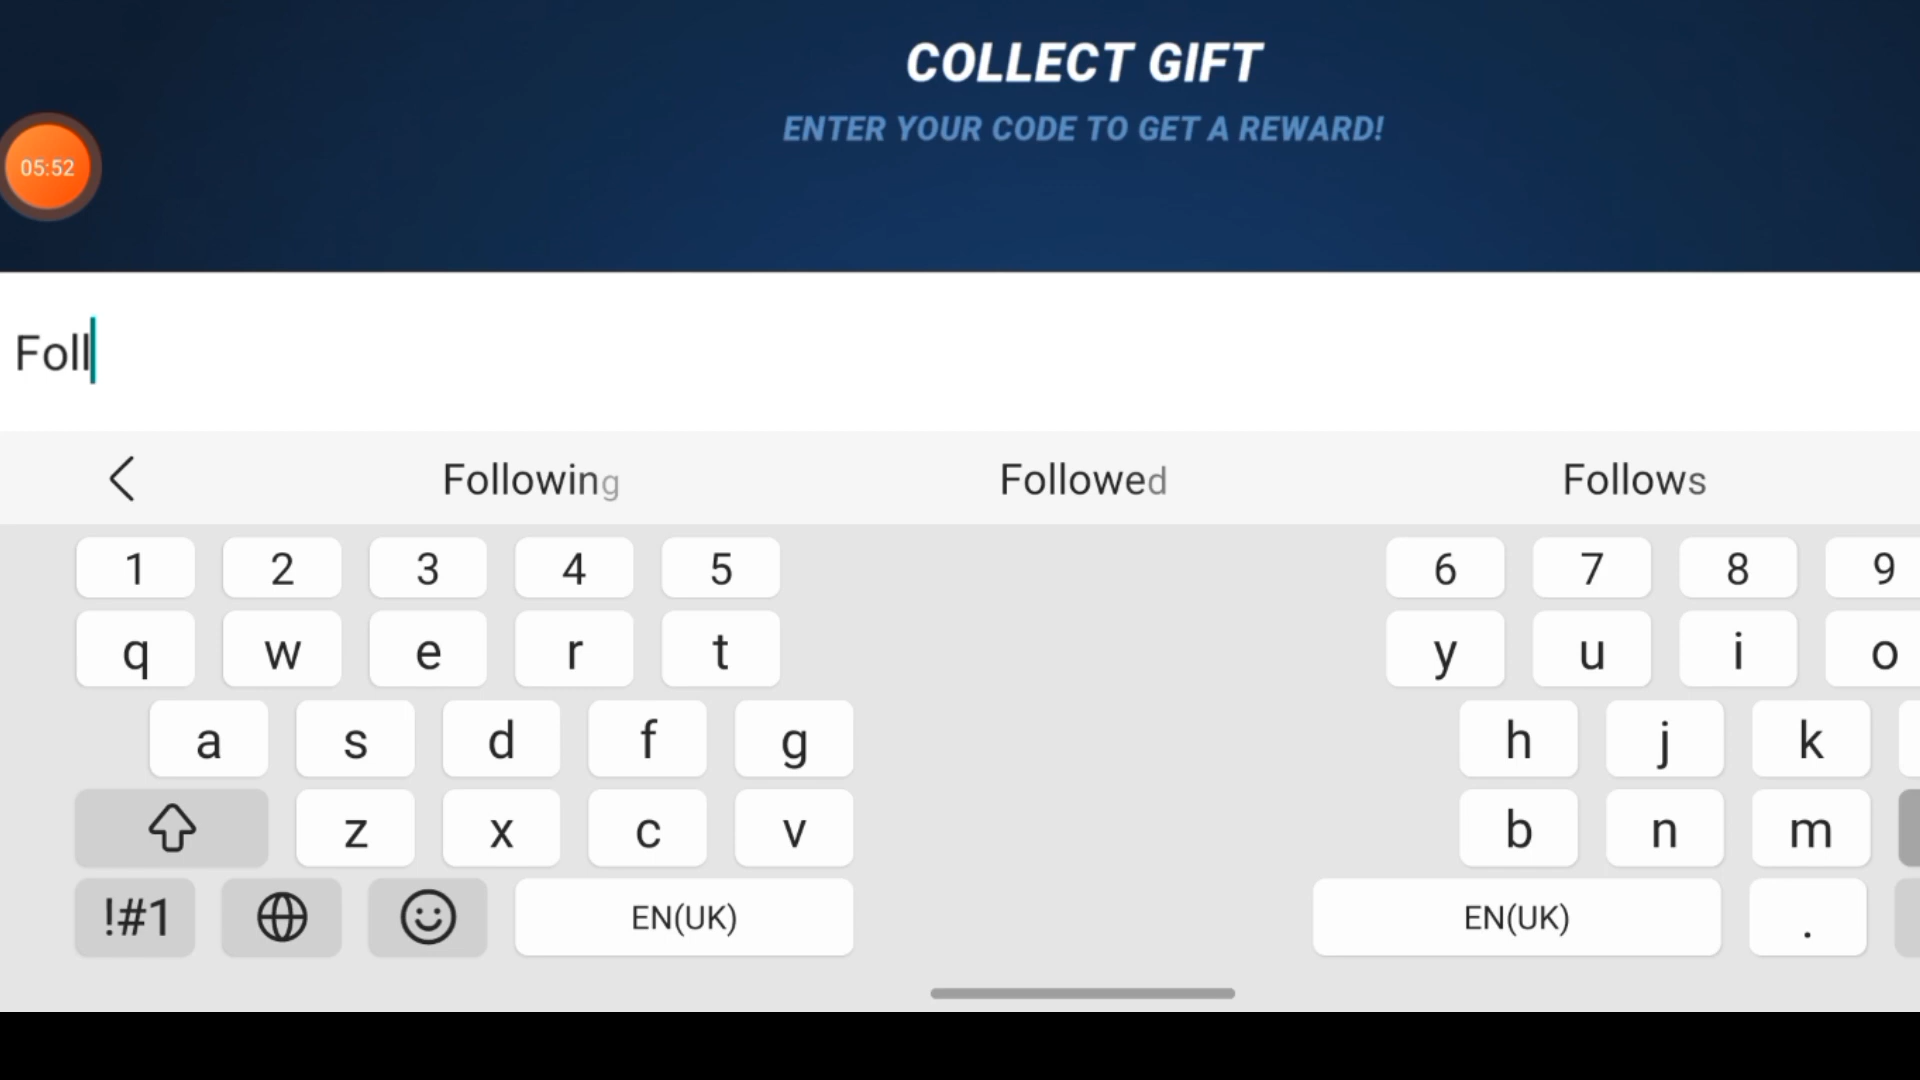 COLLECT GIFT
ENTER YOUR CODE TO GET A REWARD!
05:52
Foll
Following Followed Follows
1 2 3 4 5 6 7 8 9
q w e r t y u i o
a s d f g h j k
z x c v b n m
!#1 EN(UK) EN(UK) .